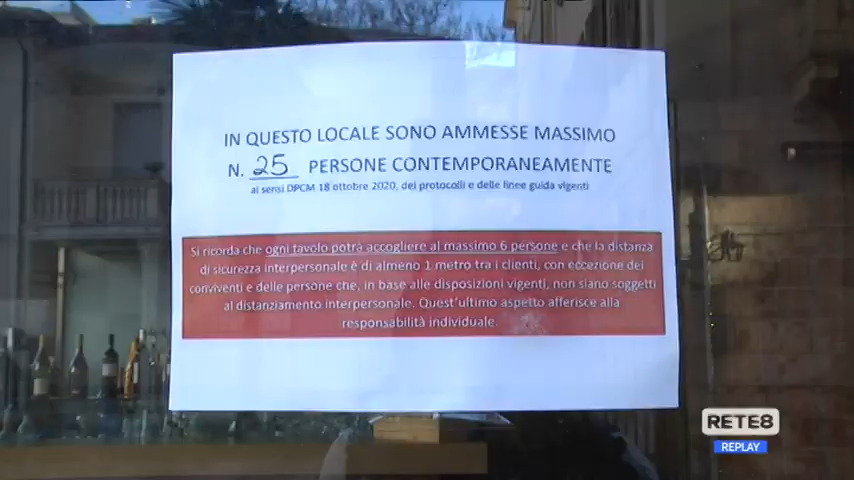 IN QUESTO LOCALE SONO AMMESSE MASSIMO
N. 25 PERSONE CONTEMPORANEAMENTE
ai sensi DPCM 18 ottobre 2020, dei protocolli e delle linee guida vigenti
Si ricorda che ogni tavolo potrà accogliere al massimo 6 persone e che la distanza
di sicurezza interpersonale è di almeno 1 metro tra i clienti, con eccezione dei
conviventi e delle persone che, in base alle disposizioni vigenti, non siano soggetti
al distanziamento interpersonale. Quest'ultimo aspetto afferisce alla
responsabilità individuale.
RETE8
REPLAY